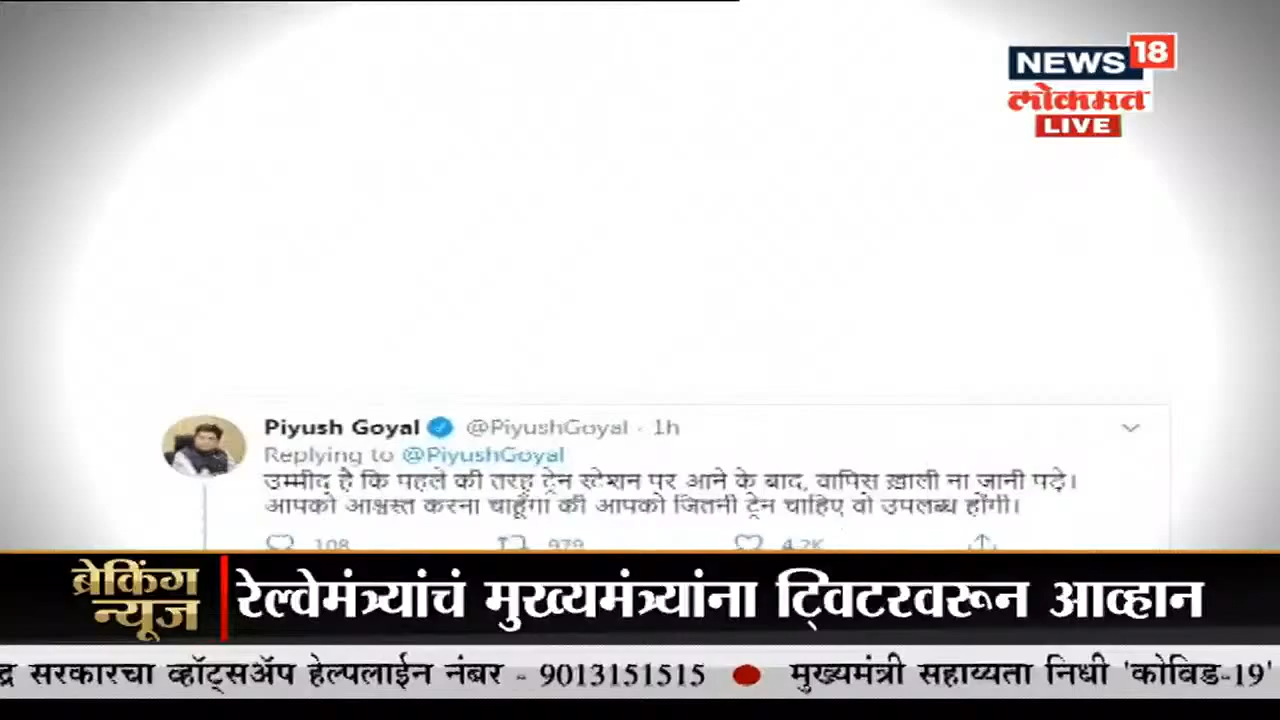 NEWS 18
लोकमत
LIVE
Piyush Goyal @PiyushGoyal · 1h
Replying to @PiyushGoyal
उम्मीद है कि पहले की तरह ट्रेन स्टेशन पर आने के बाद, वापिस ख़ाली ना जानी पड़े।
आपको आश्वस्त करना चाहूँगा की आपको जितनी ट्रेन चाहिए वो उपलब्ध होंगी।
108 979 4.2K
ब्रेकिंग
न्यूज
रेल्वेमंत्र्यांचं मुख्यमंत्र्यांना ट्विटरवरून आव्हान
द्र सरकारचा व्हॉट्सॲप हेल्पलाईन नंबर - 9013151515 ● मुख्यमंत्री सहाय्यता निधी 'कोविड-19'